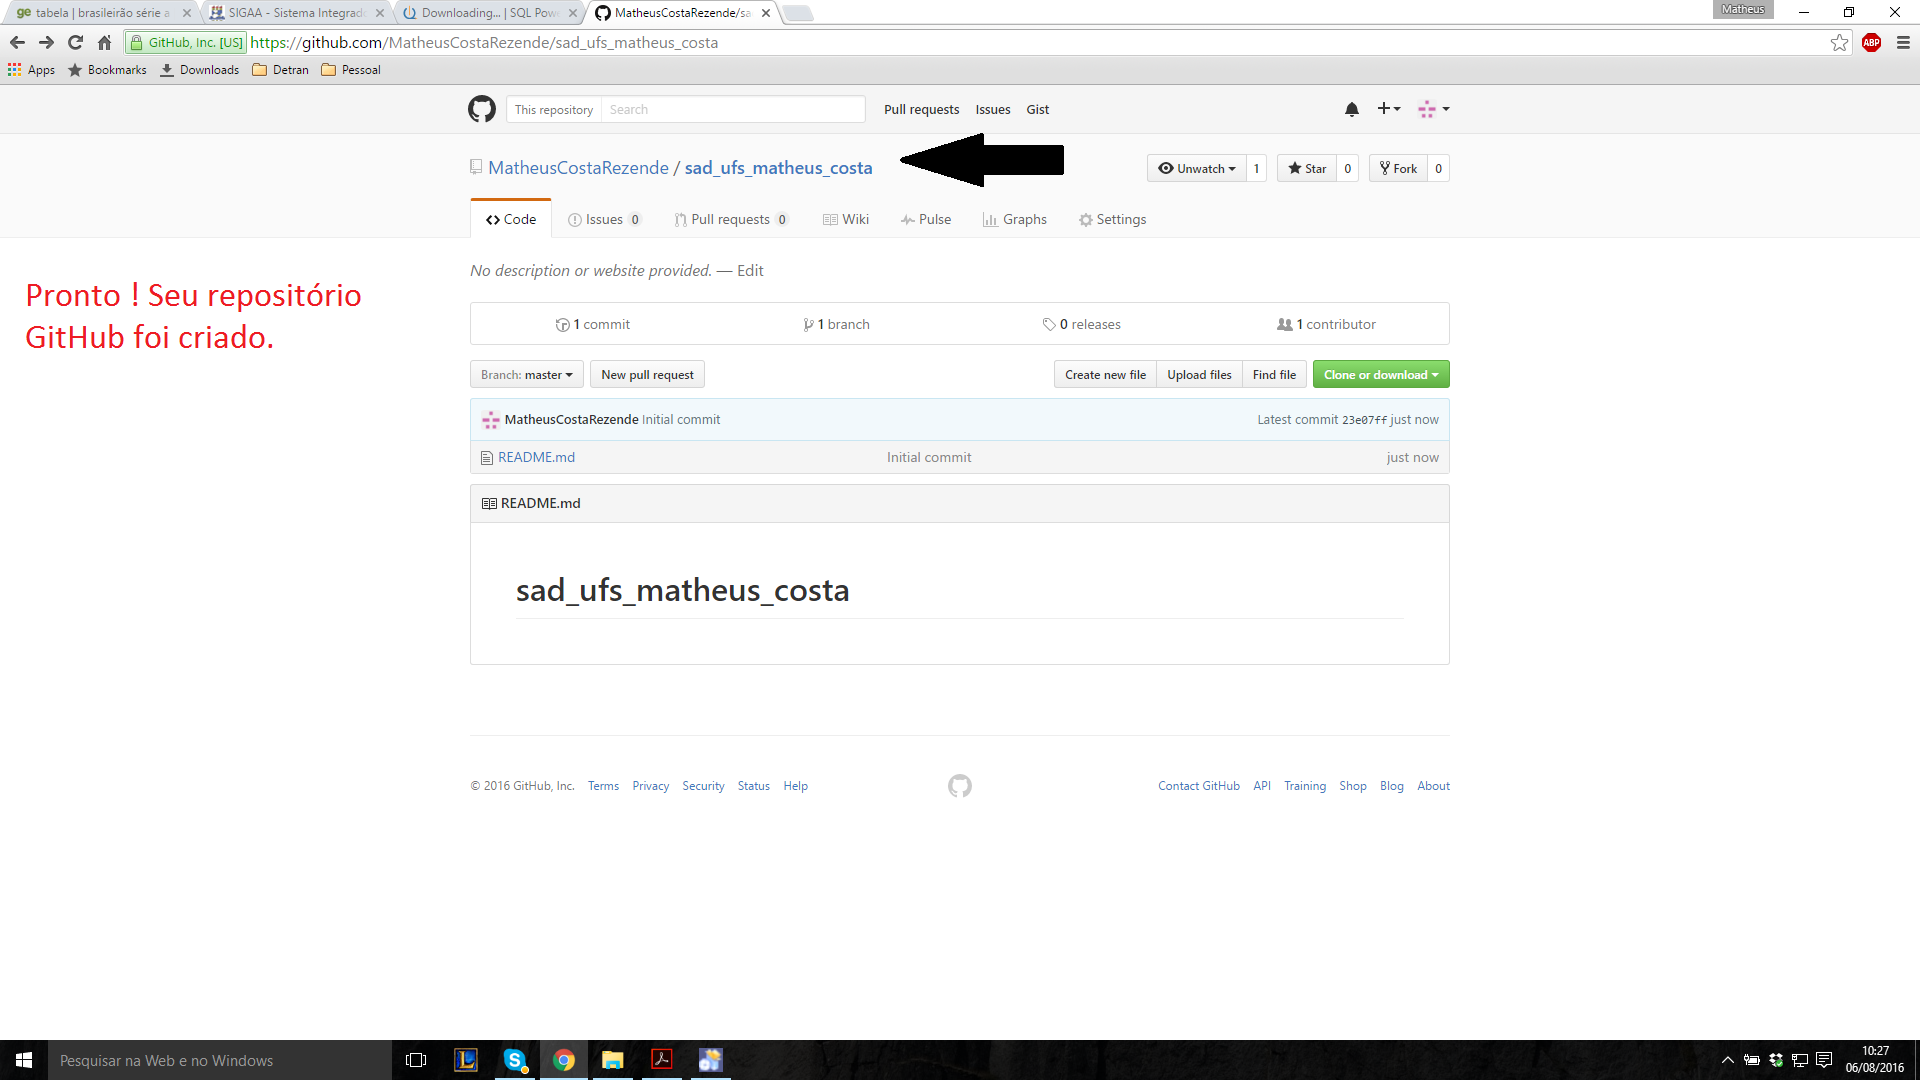 ge tabela | brasileirão série a
SIGAA - Sistema Integrado
Downloading... | SQL Pow
MatheusCostaRezende/sa
Matheus
GitHub, Inc. [US] https://github.com/MatheusCostaRezende/sad_ufs_matheus_costa
ABP
Apps Bookmarks Downloads Detran Pessoal
This repository Search Pull requests Issues Gist
MatheusCostaRezende / sad_ufs_matheus_costa
Unwatch 1 Star 0 Fork 0
Code Issues 0 Pull requests 0 Wiki Pulse Graphs Settings
No description or website provided. — Edit
Pronto ! Seu repositório
GitHub foi criado.
1 commit 1 branch 0 releases 1 contributor
Branch: master New pull request Create new file Upload files Find file Clone or download
MatheusCostaRezende Initial commit Latest commit 23e07ff just now
README.md Initial commit just now
README.md
sad_ufs_matheus_costa
© 2016 GitHub, Inc. Terms Privacy Security Status Help Contact GitHub API Training Shop Blog About
Pesquisar na Web e no Windows
10:27
06/08/2016